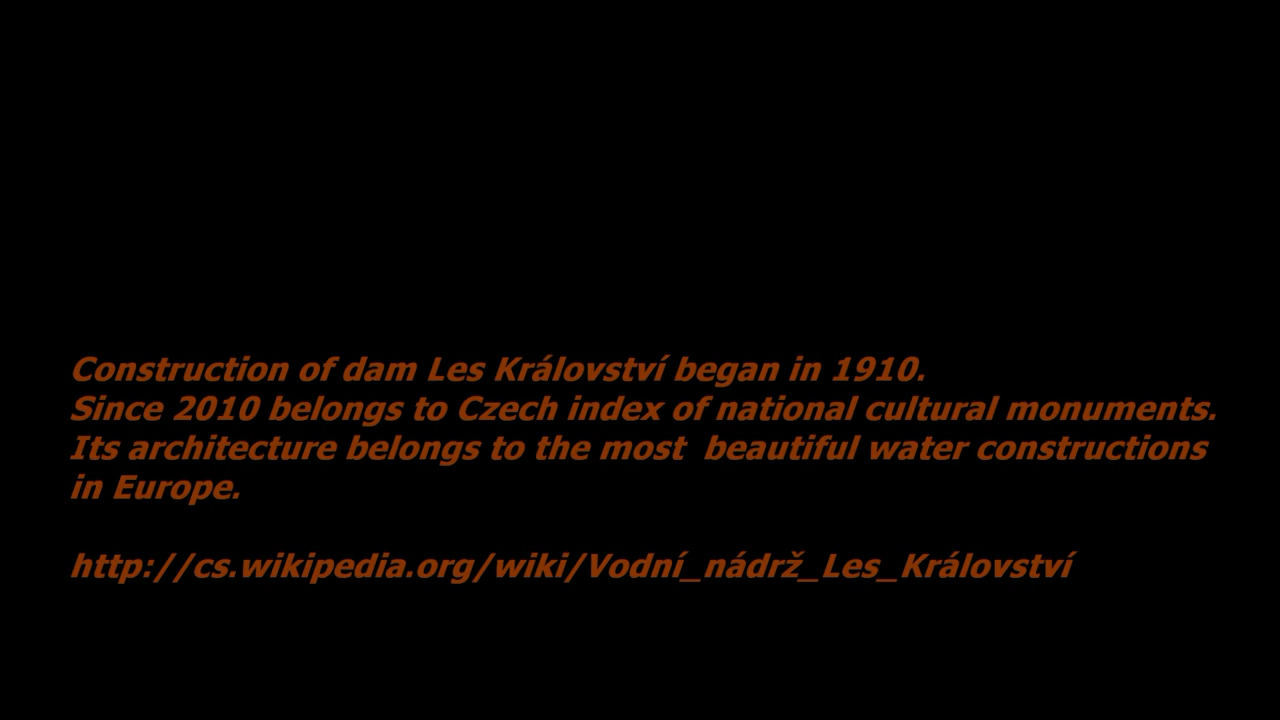 Construction of dam Les Království began in 1910.
Since 2010 belongs to Czech index of national cultural monuments.
Its architecture belongs to the most  beautiful water constructions
in Europe.
http://cs.wikipedia.org/wiki/Vodní_nádrž_Les_Království